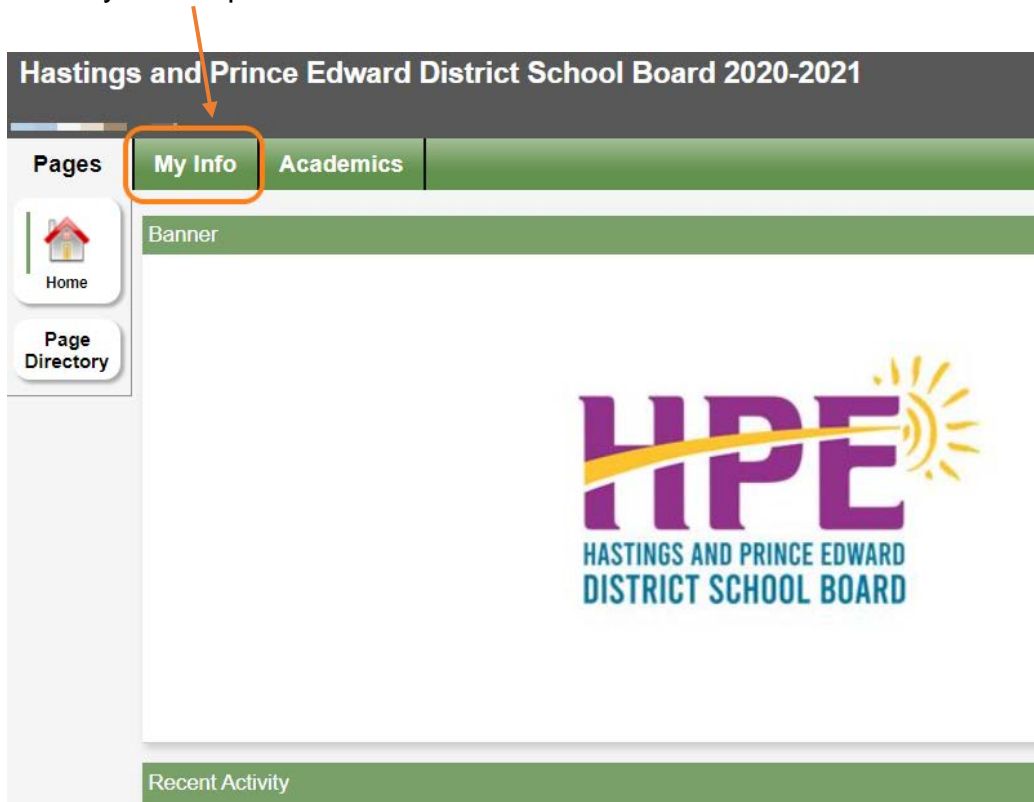 Hastings and Prince Edward District School Board 2020-2021
Pages
My Info
Academics
Home
Page
Directory
Banner
HPE
HASTINGS AND PRINCE EDWARD
DISTRICT SCHOOL BOARD
Recent Activity